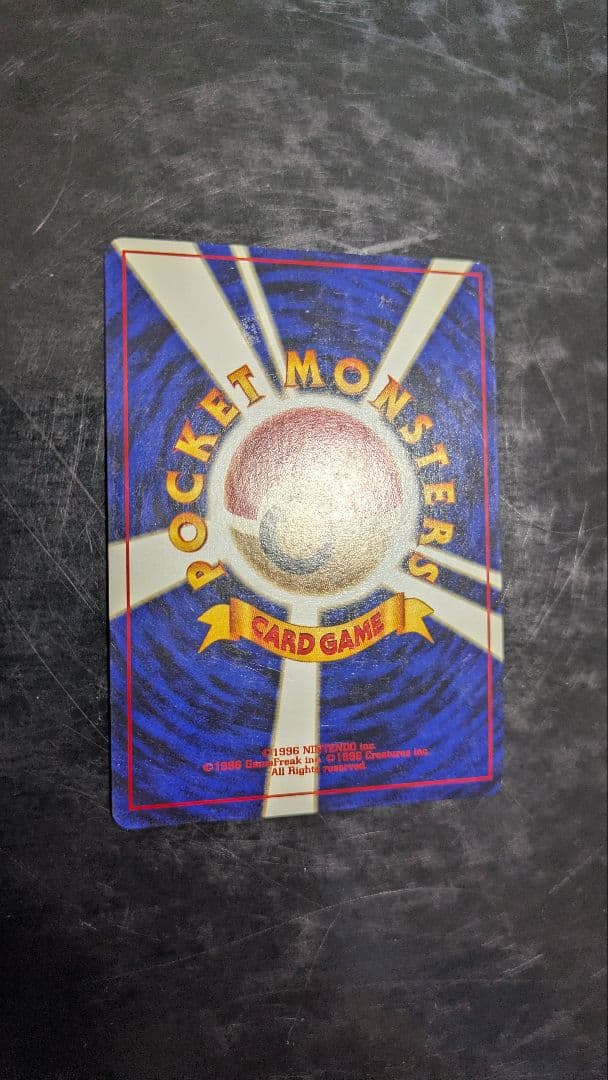 POCKET MONSTERS
CARD GAME
©1996 NINTENDO inc.
©1996 GameFreak inc. ©1996 Creatures inc.
All Rights reserved.